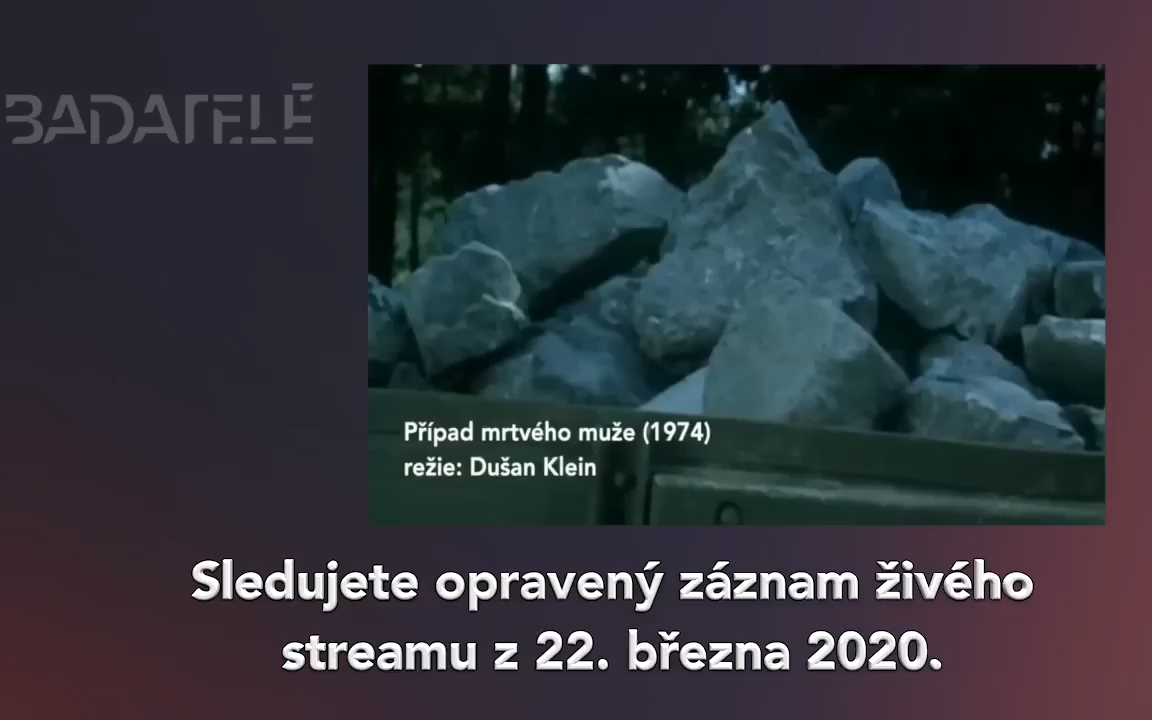 BADATELÉ
Případ mrtvého muže (1974)
režie: Dušan Klein
Sledujete opravený záznam živého
streamu z 22. března 2020.